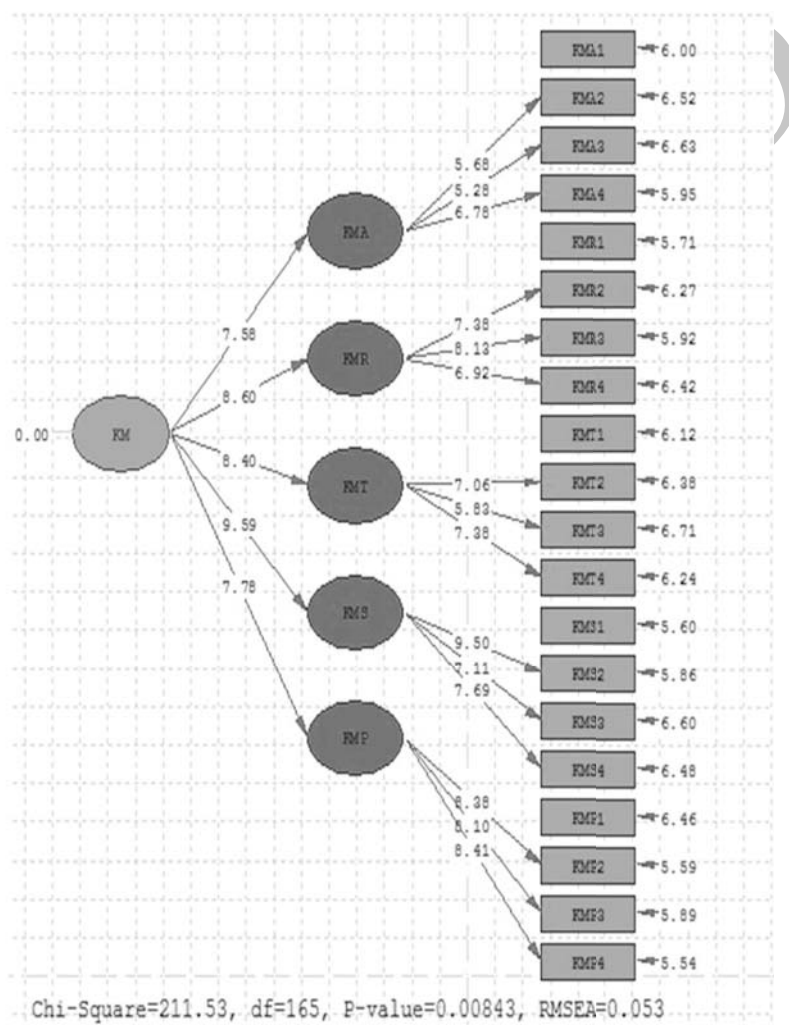 KMA1 6.00
KMA2 6.52
5.68
KMA3 6.63
5.28
KMA4 5.95
6.78
KMA
KMR1 5.71
KMR2 6.27
7.38
7.58
KMR3 5.92
8.13
KMR
KMR4 6.42
6.92
8.60
0.00 KM
KMT1 6.12
8.40
KMT2 6.38
7.06
KMT
KMT3 6.71
5.83
9.59
KMT4 6.24
7.38
7.78
KMS
KMS1 5.60
9.50
KMS2 5.86
7.11
7.69
KMS3 6.60
KMP
KMS4 6.48
8.38
KMP1 6.46
8.10
8.41
KMP2 5.59
KMP3 5.89
KMP4 5.54
Chi-Square=211.53, df=165, P-value=0.00843, RMSEA=0.053